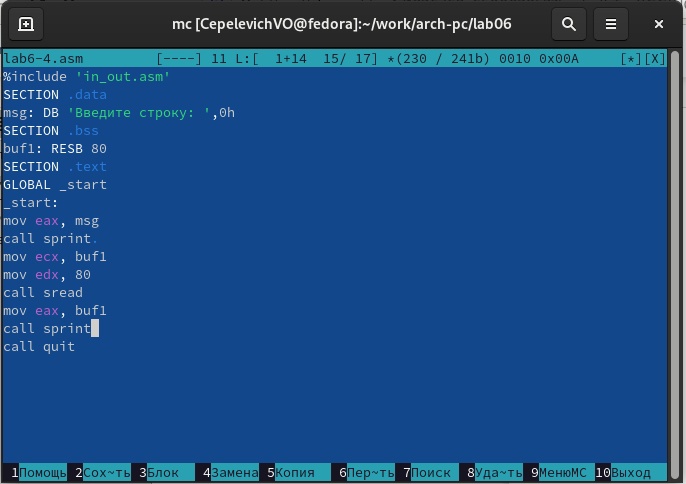 mc [CepelevichVO@fedora]:~/work/arch-pc/lab06
lab6-4.asm [----] 11 L:[ 1+14 15/ 17] *(230 / 241b) 0010 0x00A [*][X]
%include 'in_out.asm'
SECTION .data
msg: DB 'Введите строку: ',0h
SECTION .bss
buf1: RESB 80
SECTION .text
GLOBAL _start
_start:
mov eax, msg
call sprint.
mov ecx, buf1
mov edx, 80
call sread
mov eax, buf1
call sprint
call quit
1Помощь 2Сох~ть 3Блок 4Замена 5Копия 6Пер~ть 7Поиск 8Уда~ть 9МенюMC 10Выход